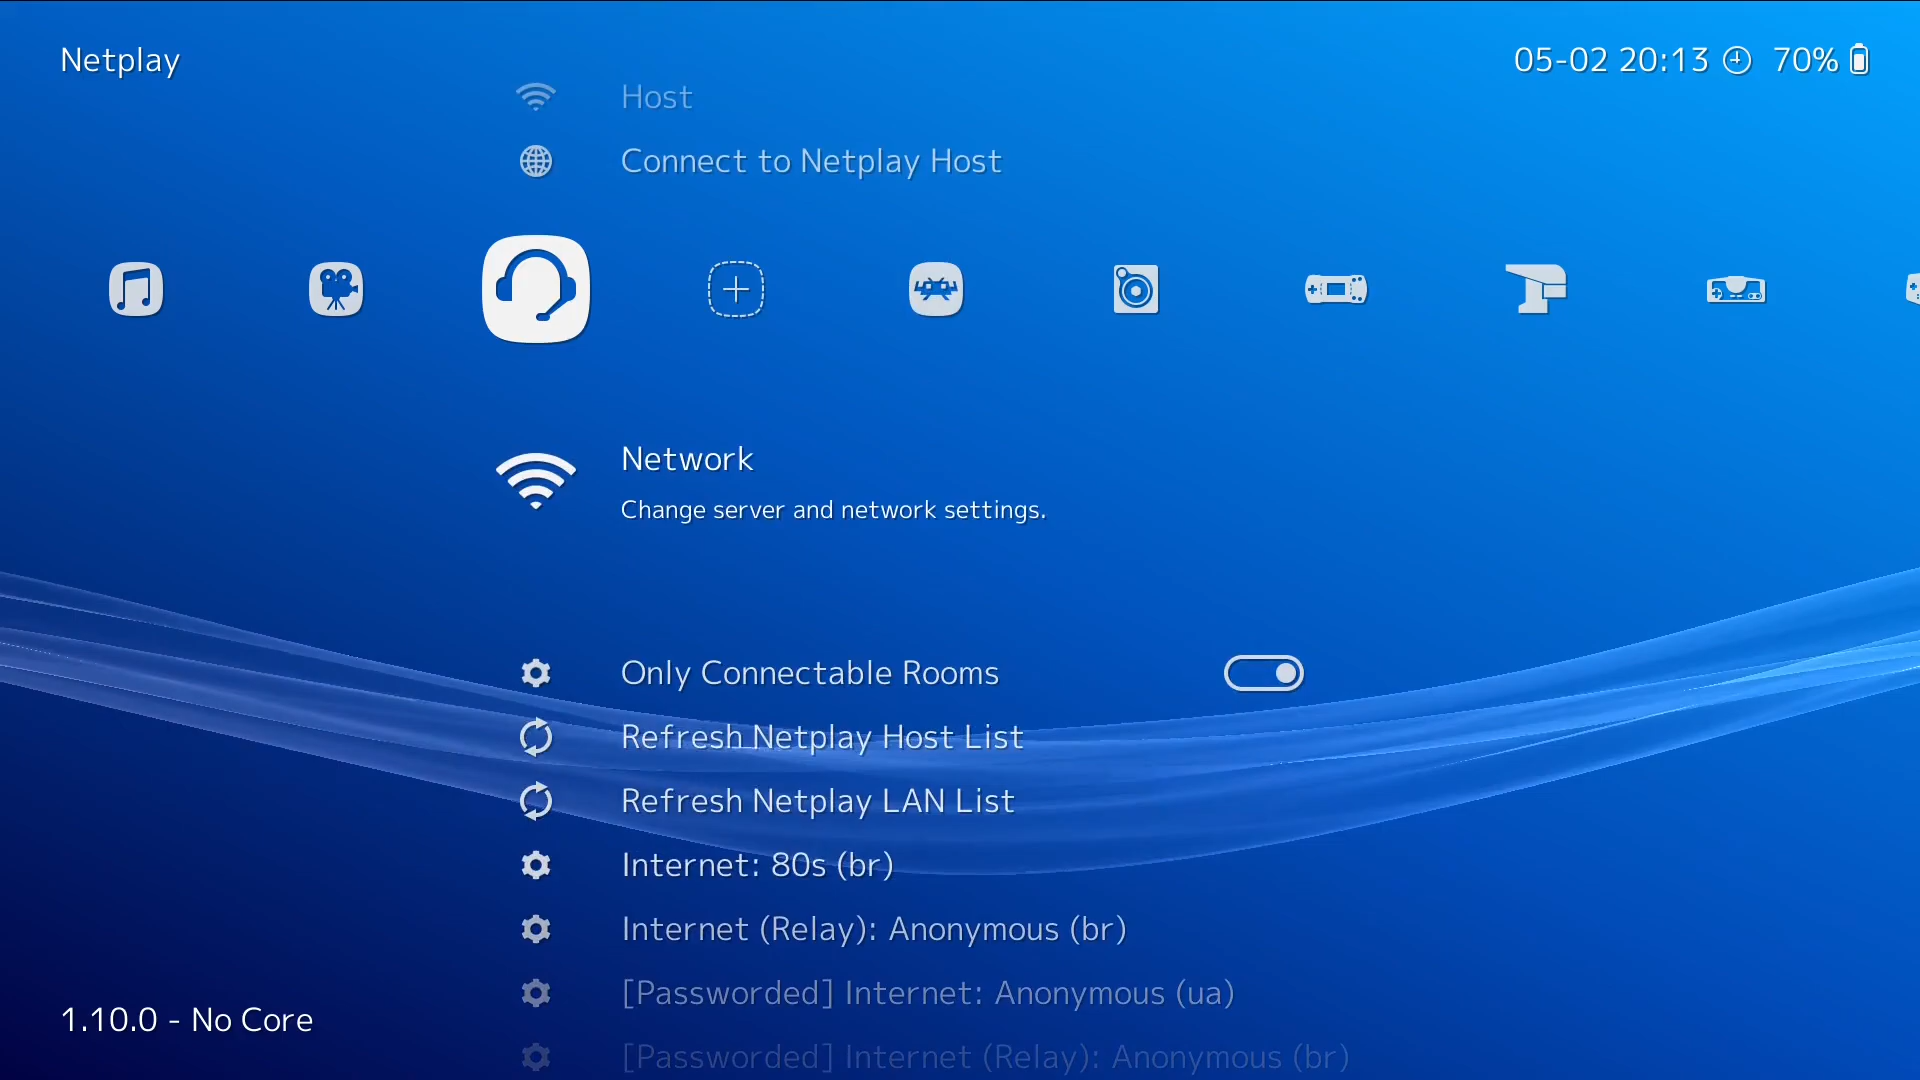 Netplay
05-02 20:13 70%
Host
Connect to Netplay Host
Network
Change server and network settings.
Only Connectable Rooms
Refresh Netplay Host List
Refresh Netplay LAN List
Internet: 80s (br)
Internet (Relay): Anonymous (br)
[Passworded] Internet: Anonymous (ua)
[Passworded] Internet (Relay): Anonymous (br)
1.10.0 - No Core